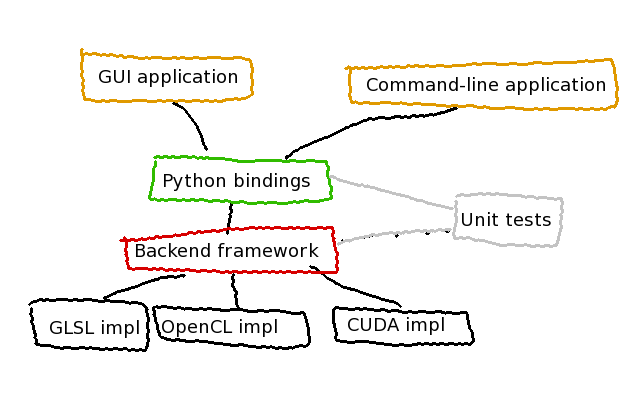 GUI application
Command-line application
Python bindings
Unit tests
Backend framework
GLSL impl
OpenCL impl
CUDA impl